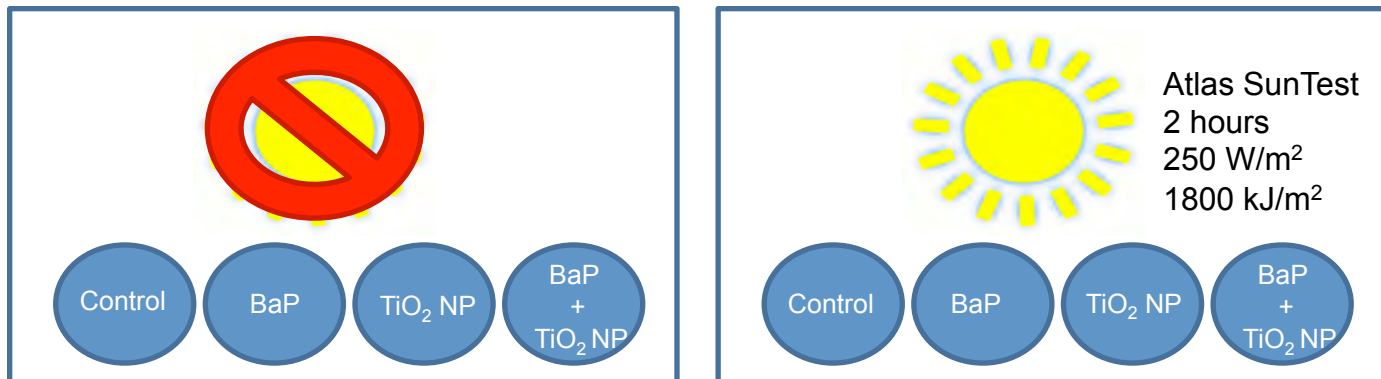 Atlas SunTest
2 hours
250 W/m²
1800 kJ/m²
Control
BaP
TiO₂ NP
BaP
+
TiO₂ NP
Control
BaP
TiO₂ NP
BaP
+
TiO₂ NP